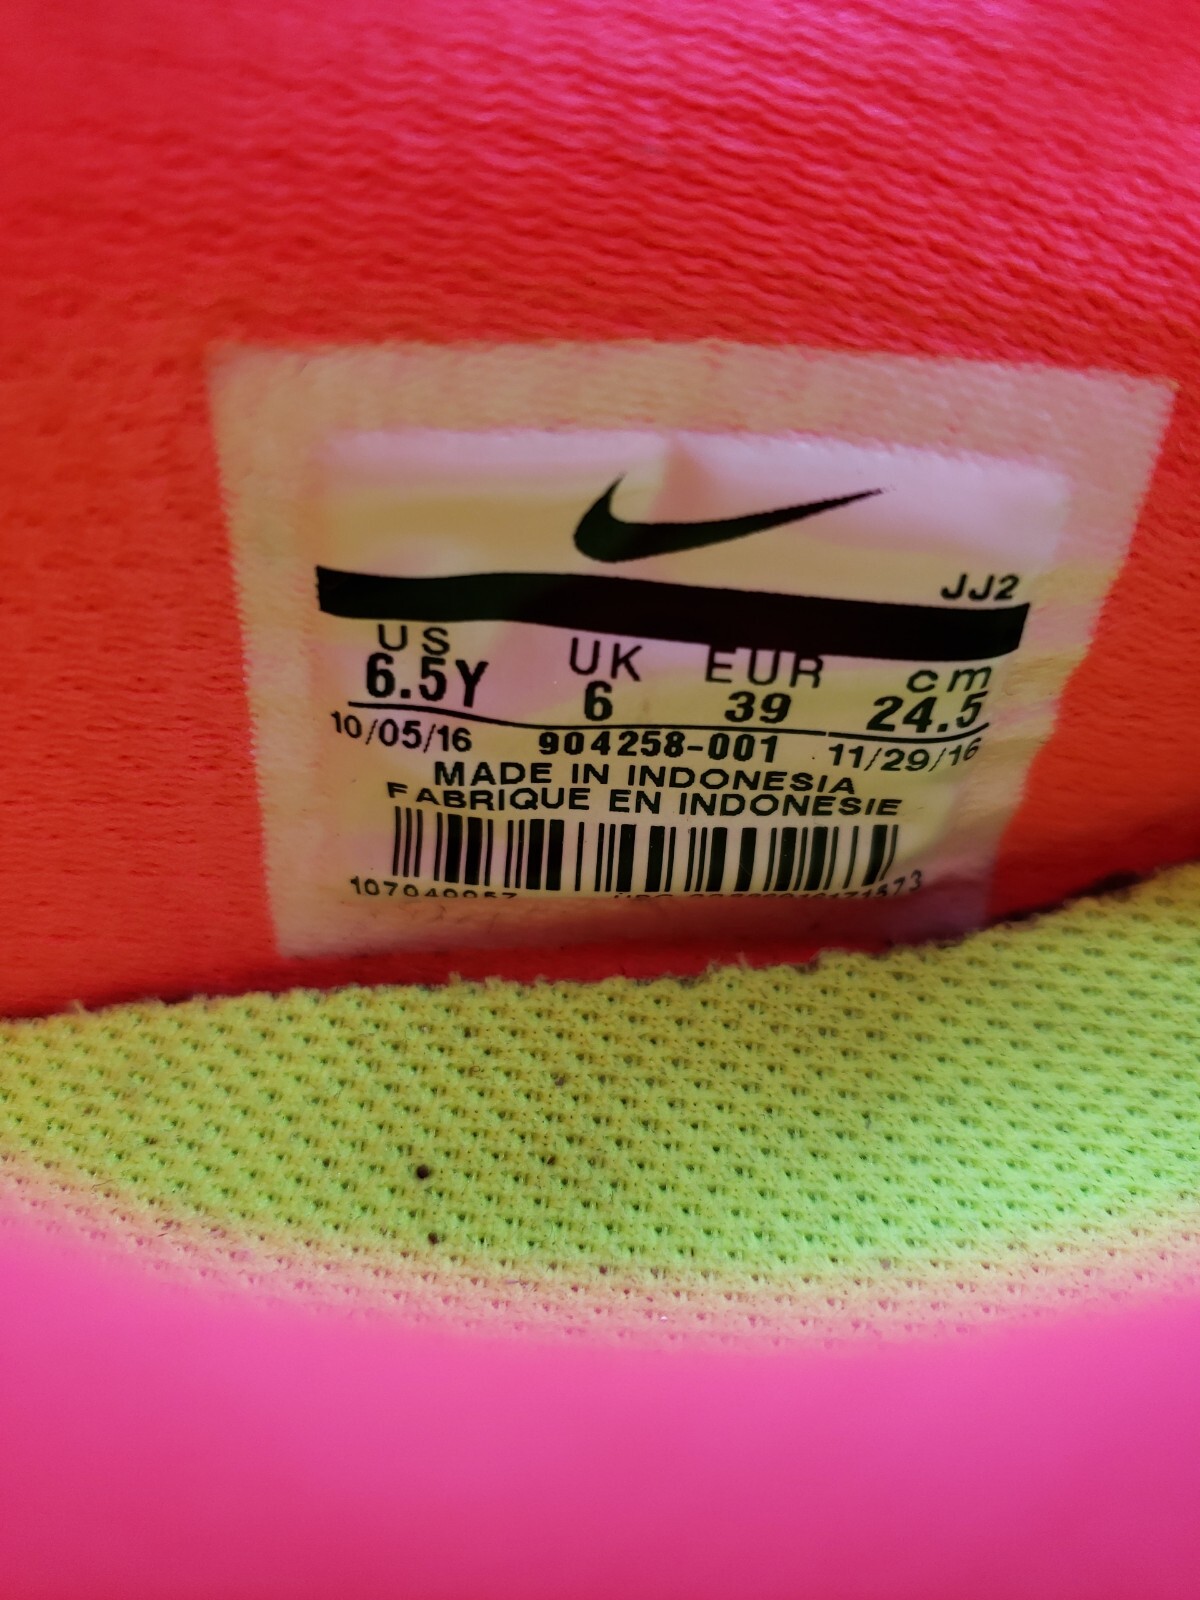 JJ2
US UK EUR cm
6.5Y 6 39 24.5
10/05/16 904258-001 11/29/16
MADE IN INDONESIA
FABRIQUE EN INDONESIE